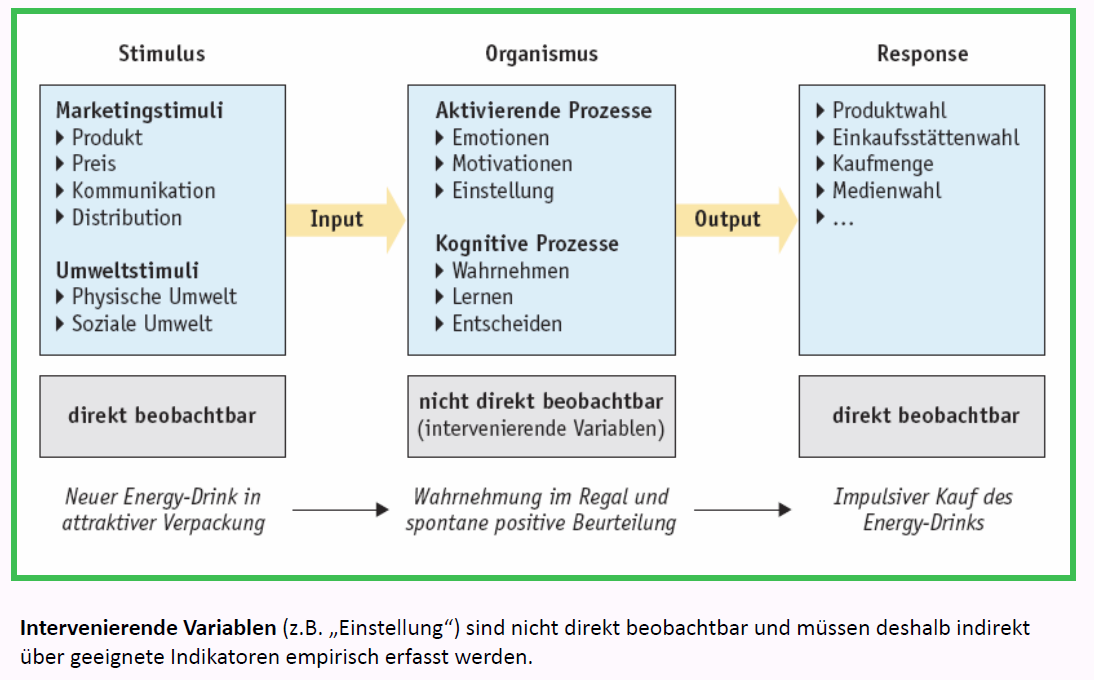 Stimulus
Organismus
Response
Marketingstimuli
Produkt
Preis
Kommunikation
Distribution
Umweltstimuli
Physische Umwelt
Soziale Umwelt
Input
Aktivierende Prozesse
Emotionen
Motivationen
Einstellung
Kognitive Prozesse
Wahrnehmen
Lernen
Entscheiden
Output
Produktwahl
Einkaufsstättenwahl
Kaufmenge
Medienwahl
...
direkt beobachtbar
nicht direkt beobachtbar
(intervenierende Variablen)
direkt beobachtbar
Neuer Energy-Drink in
attraktiver Verpackung
Wahrnehmung im Regal und
spontane positive Beurteilung
Impulsiver Kauf des
Energy-Drinks
Intervenierende Variablen (z.B. „Einstellung“) sind nicht direkt beobachtbar und müssen deshalb indirekt
über geeignete Indikatoren empirisch erfasst werden.